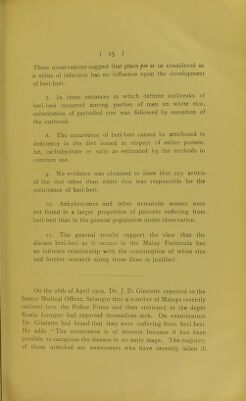 ( 23 )
These observations suggest that place per se or considered as
a nidus of infection has no influence upon the development
of beri-beri.
7. In three instances in which definite outbreaks of
beri-beri occurred among parties of men on white rice,
substitution of parboiled rice was followed by cessation of
the outbreak.
8. The occurrence of beri-beri cannot be attributed to
deficiency in the diet issued in respect of either proteid,
fat, carbohydrate or salts as estimated by the methods in
common use.
9. No evidence was obtained to show that any article
of the diet other than white rice was responsible for the
occurrence of beri-beri.
10. Ankylostomes and other nematode worms were
not found in a larger proportion of patients suffering from
beri-beri than in the general population under observation.
11. The general results support the view that the
disease beri-beri as it occurs in the Malay Peninsula has
an intimate relationship with the consumption of white rice
and further research along these lines is justified.
On the 26th of April 1909, Dr. J. D. Gimlette reported to the
Senior Medical Officer, Selangor that a number of Malays recently
enlisted into the Police Force and then stationed at the depôt
Kuala Lumpur had reported themselves sick. On examination
Dr. Gimlette had found that they were suffering from beri-beri.
He adds "The occurrence is of interest because it has been
possible to recognise the disease in an early stage. The majority
of those attacked are newcomers who have recently fallen ill